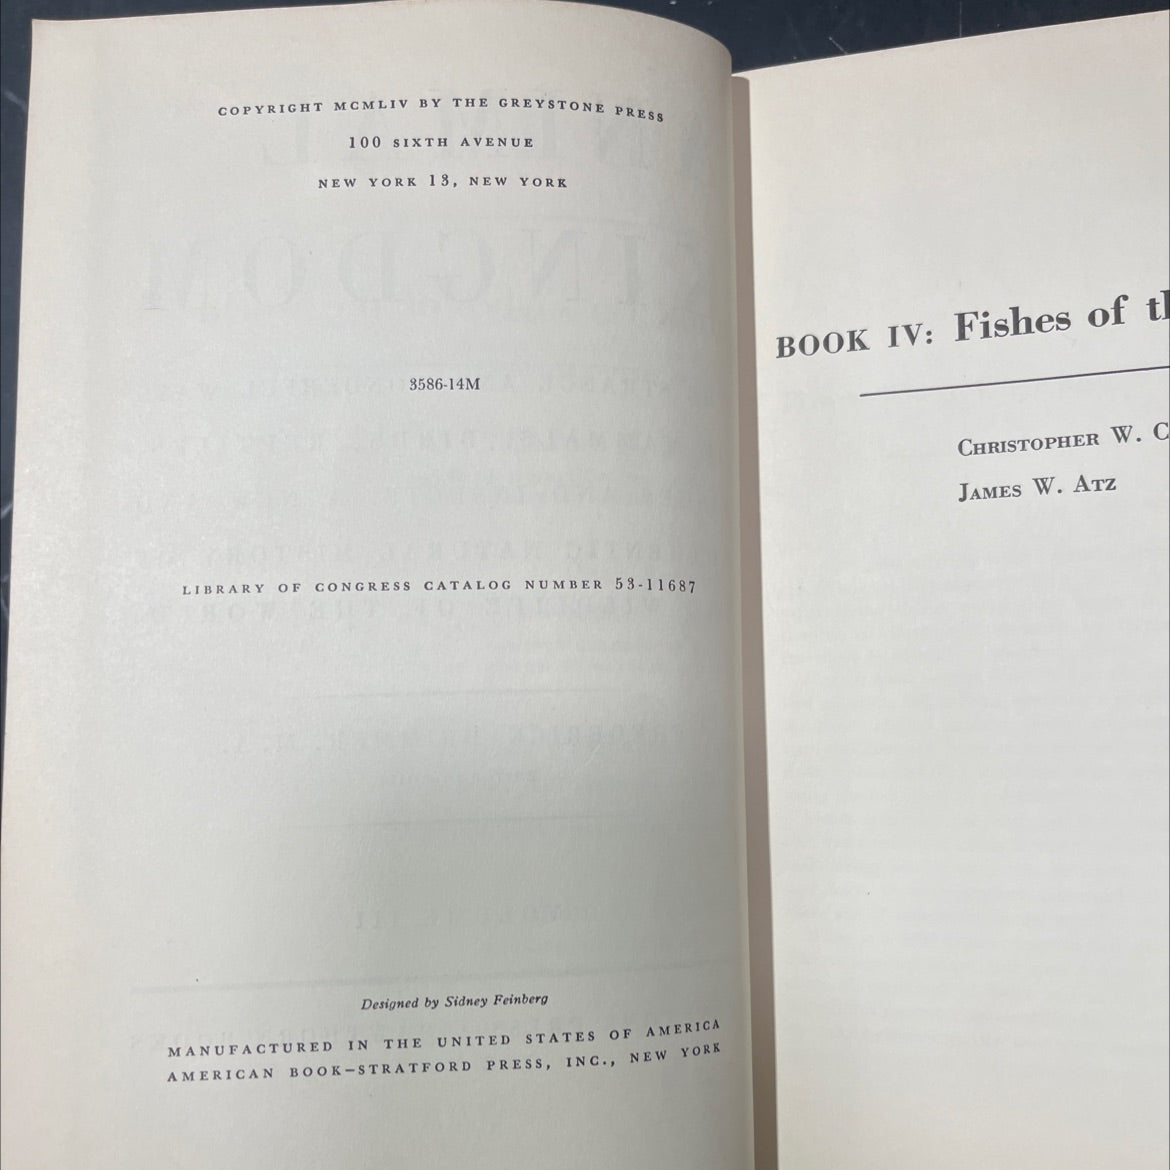 COPYRIGHT MCMLIV BY THE GREYSTONE PRESS
100 SIXTH AVENUE
NEW YORK 13, NEW YORK
3586-14M
LIBRARY OF CONGRESS CATALOG NUMBER 53-11687
Designed by Sidney Feinberg
MANUFACTURED IN THE UNITED STATES OF AMERICA
AMERICAN BOOK—STRATFORD PRESS, INC., NEW YORK
BOOK IV: Fishes of
CHRISTOPHER W.
JAMES W. ATZ